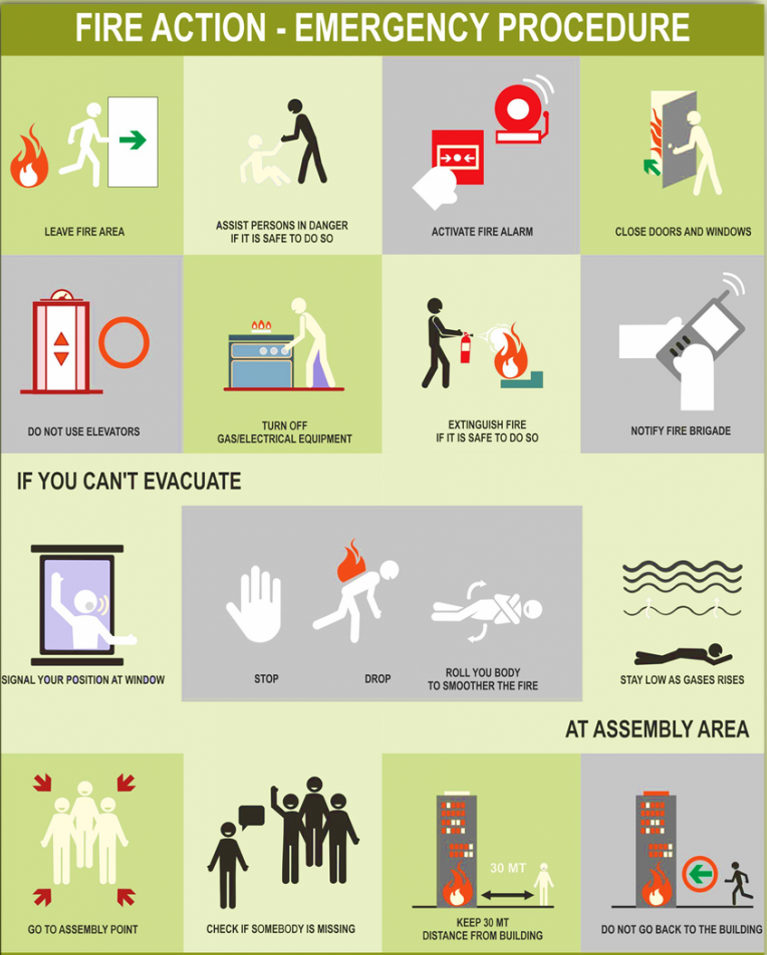 FIRE ACTION - EMERGENCY PROCEDURE
LEAVE FIRE AREA
ASSIST PERSONS IN DANGER
IF IT IS SAFE TO DO SO
ACTIVATE FIRE ALARM
CLOSE DOORS AND WINDOWS
DO NOT USE ELEVATORS
TURN OFF
GAS/ELECTRICAL EQUIPMENT
EXTINGUISH FIRE
IF IT IS SAFE TO DO SO
NOTIFY FIRE BRIGADE
IF YOU CAN'T EVACUATE
SIGNAL YOUR POSITION AT WINDOW
STOP
DROP
ROLL YOU BODY
TO SMOOTHER THE FIRE
STAY LOW AS GASES RISES
AT ASSEMBLY AREA
GO TO ASSEMBLY POINT
CHECK IF SOMEBODY IS MISSING
30 MT
KEEP 30 MT
DISTANCE FROM BUILDING
DO NOT GO BACK TO THE BUILDING